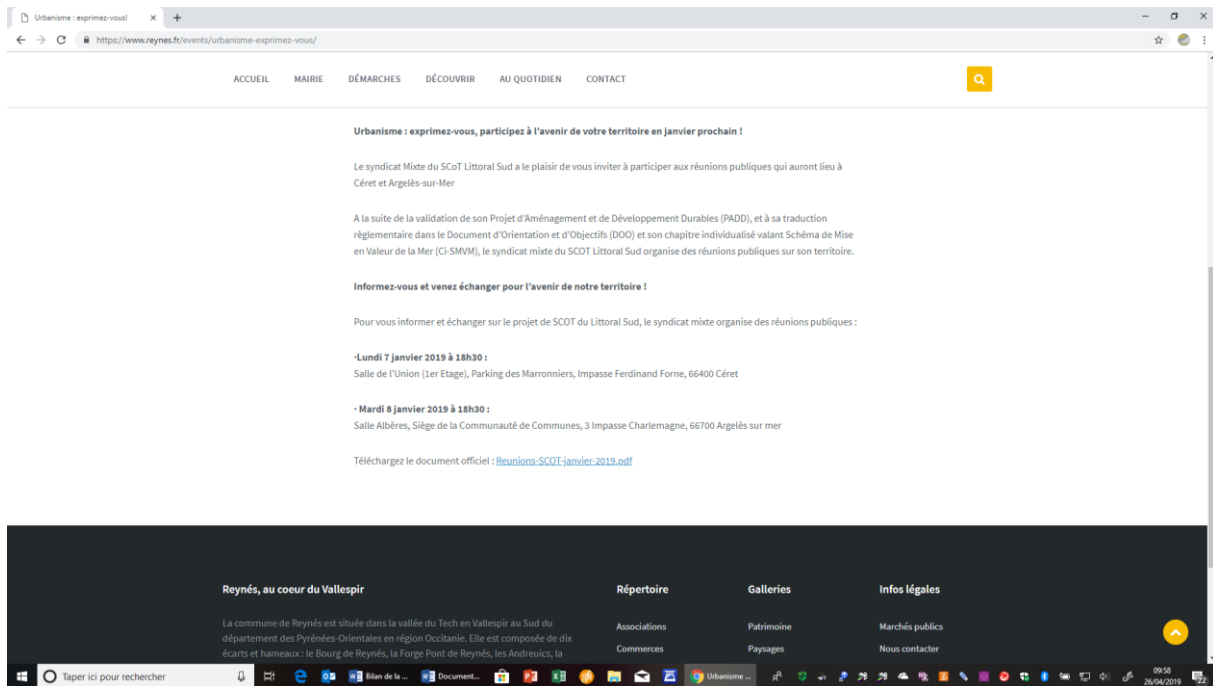 Urbanisme : exprimez-vous!
https://www.reynes.fr/events/urbanisme-exprimez-vous/
ACCUEIL MAIRIE DÉMARCHES DÉCOUVRIR AU QUOTIDIEN CONTACT
Urbanisme : exprimez-vous, participez à l'avenir de votre territoire en janvier prochain !
Le syndicat Mixte du SCoT Littoral Sud a le plaisir de vous inviter à participer aux réunions publiques qui auront lieu à
Céret et Argelès-sur-Mer
A la suite de la validation de son Projet d'Aménagement et de Développement Durables (PADD), et à sa traduction
règlementaire dans le Document d'Orientation et d'Objectifs (DOO) et son chapitre individualisé valant Schéma de Mise
en Valeur de la Mer (Ci-SMVM), le syndicat mixte du SCOT Littoral Sud organise des réunions publiques sur son territoire.
Informez-vous et venez échanger pour l'avenir de notre territoire !
Pour vous informer et échanger sur le projet de SCOT du Littoral Sud, le syndicat mixte organise des réunions publiques :
·Lundi 7 janvier 2019 à 18h30 :
Salle de l'Union (1er Etage), Parking des Marronniers, Impasse Ferdinand Forne, 66400 Céret
· Mardi 8 janvier 2019 à 18h30 :
Salle Albères, Siège de la Communauté de Communes, 3 Impasse Charlemagne, 66700 Argelès sur mer
Téléchargez le document officiel : Reunions-SCOT-janvier-2019.pdf
Reynés, au coeur du Vallespir Répertoire Galleries Infos légales
La commune de Reynés est située dans la vallée du Tech en Vallespir au Sud du
département des Pyrénées-Orientales en région Occitanie. Elle est composée de dix
écarts et hameaux : le Bourg de Reynés, la Forge Pont de Reynés, les Andreuics, la
Associations Patrimoine Marchés publics
Commerces Paysages Nous contacter
Taper ici pour rechercher Bilan de la ... Document... Urbanisme ... 09:58
26/04/2019